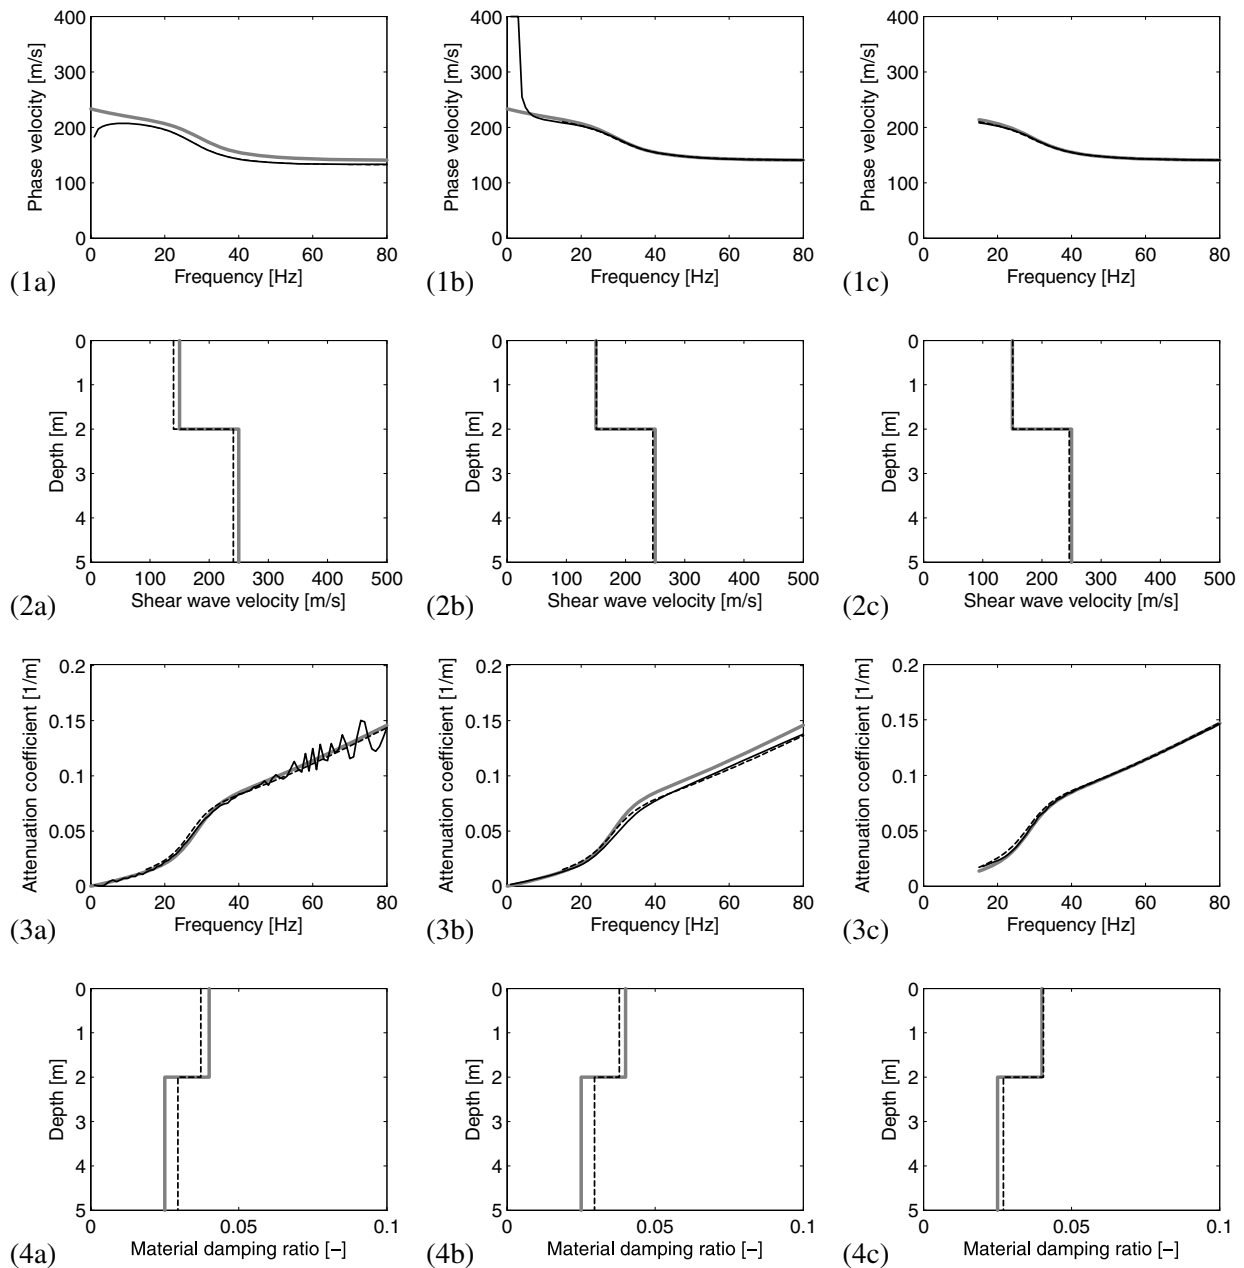 400
300
200
100
0
0 20 40 60 80
Phase velocity [m/s]
Frequency [Hz]
(1a)
400
300
200
100
0
0 20 40 60 80
Phase velocity [m/s]
Frequency [Hz]
(1b)
400
300
200
100
0
0 20 40 60 80
Phase velocity [m/s]
Frequency [Hz]
(1c)
0
1
2
3
4
5
0 100 200 300 400 500
Depth [m]
Shear wave velocity [m/s]
(2a)
0
1
2
3
4
5
0 100 200 300 400 500
Depth [m]
Shear wave velocity [m/s]
(2b)
0
1
2
3
4
5
0 100 200 300 400 500
Depth [m]
Shear wave velocity [m/s]
(2c)
0.2
0.15
0.1
0.05
0
0 20 40 60 80
Attenuation coefficient [1/m]
Frequency [Hz]
(3a)
0.2
0.15
0.1
0.05
0
0 20 40 60 80
Attenuation coefficient [1/m]
Frequency [Hz]
(3b)
0.2
0.15
0.1
0.05
0
0 20 40 60 80
Attenuation coefficient [1/m]
Frequency [Hz]
(3c)
0
1
2
3
4
5
0 0.05 0.1
Depth [m]
Material damping ratio [−]
(4a)
0
1
2
3
4
5
0 0.05 0.1
Depth [m]
Material damping ratio [−]
(4b)
0
1
2
3
4
5
0 0.05 0.1
Depth [m]
Material damping ratio [−]
(4c)